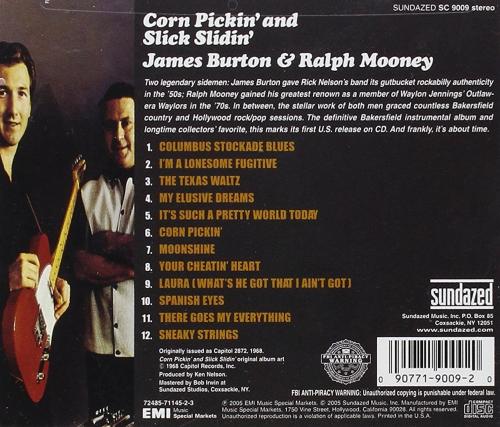 SUNDAZED SC 9009 stereo
Corn Pickin' and
Slick Slidin'
James Burton & Ralph Mooney
Two legendary sidemen: James Burton gave Rick Nelson's band its gutbucket rockabilly authenticity
in the '50s; Ralph Mooney gained his greatest renown as a member of Waylon Jennings' Outlaw-
era Waylors in the '70s. In between, the stellar work of both men graced countless Bakersfield
country and Hollywood rock/pop sessions. The definitive Bakersfield instrumental album and
longtime collectors' favorite, this marks its first U.S. release on CD. And frankly, it's about time.
1. COLUMBUS STOCKADE BLUES
2. I'M A LONESOME FUGITIVE
3. THE TEXAS WALTZ
4. MY ELUSIVE DREAMS
5. IT'S SUCH A PRETTY WORLD TODAY
6. CORN PICKIN'
7. MOONSHINE
8. YOUR CHEATIN' HEART
9. LAURA (WHAT'S HE GOT THAT I AIN'T GOT)
10. SPANISH EYES
11. THERE GOES MY EVERYTHING
12. SNEAKY STRINGS
sundazed
Sundazed Music, Inc. P.O. Box 85
Coxsackie, NY 12051
www.sundazed.com
Originally issued as Capitol 2872, 1968.
Corn Pickin' and Slick Slidin' original album art
© 1968 Capitol Records, Inc.
Produced by Ken Nelson.
Mastered by Bob Irwin at
Sundazed Studios, Coxsackie, NY.
FBI ANTI-PIRACY
WARNING
0 90771-9009-2 0
FBI ANTI-PIRACY WARNING: Unauthorized copying is punishable under federal law.
72435-71145-2-3
EMI Music
Special Markets
℗ 2005 EMI Music Special Markets. © 2005 Sundazed Music, Inc. Manufactured by EMI
Music Special Markets, 1750 Vine Street, Hollywood, California 90028. All rights reserved.
Unauthorized reproduction is a violation of applicable laws. Printed in the U.S.A.
COMPACT
disc
DIGITAL AUDIO